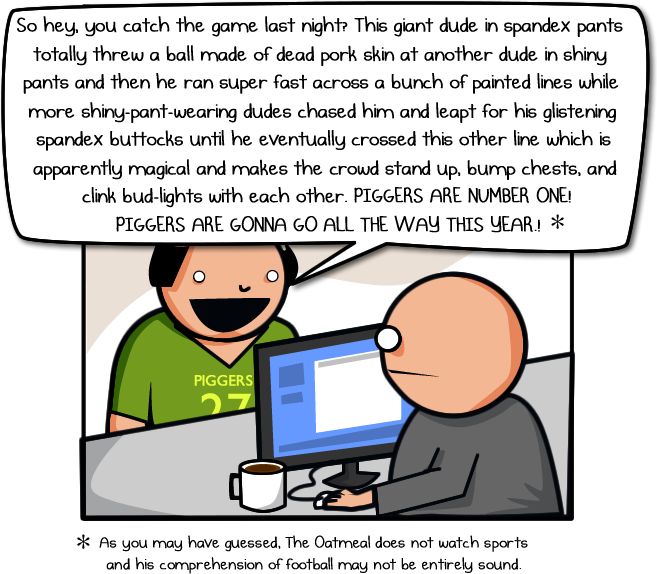 So hey, you catch the game last night? This giant dude in spandex pants
totally threw a ball made of dead pork skin at another dude in shiny
pants and then he ran super fast across a bunch of painted lines while
more shiny-pant-wearing dudes chased him and leapt for his glistening
spandex buttocks until he eventually crossed this other line which is
apparently magical and makes the crowd stand up, bump chests, and
clink bud-lights with each other. PIGGERS ARE NUMBER ONE!
PIGGERS ARE GONNA GO ALL THE WAY THIS YEAR.! *
PIGGERS
27
* As you may have guessed, The Oatmeal does not watch sports
and his comprehension of football may not be entirely sound.